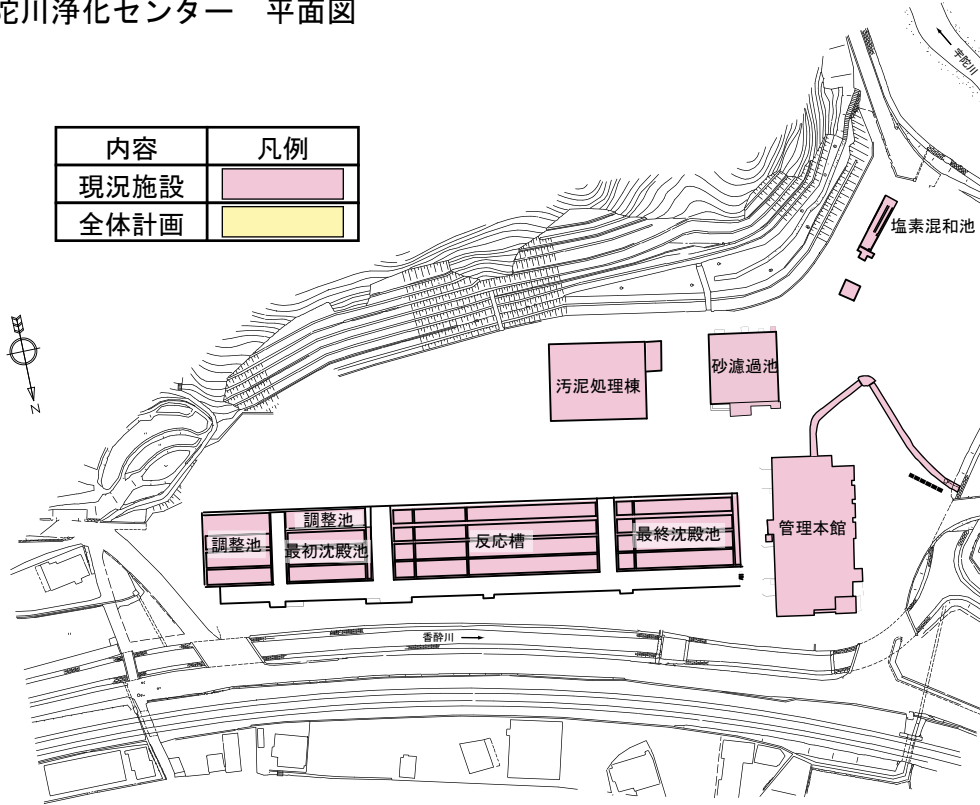 陀川浄化センター 平面図
宇陀川
内容 凡例
現況施設
全体計画
塩素混和池
砂濾過池
汚泥処理棟
N
管理本館
調整池
調整池
最初沈殿池
反応槽
最終沈殿池
香酔川